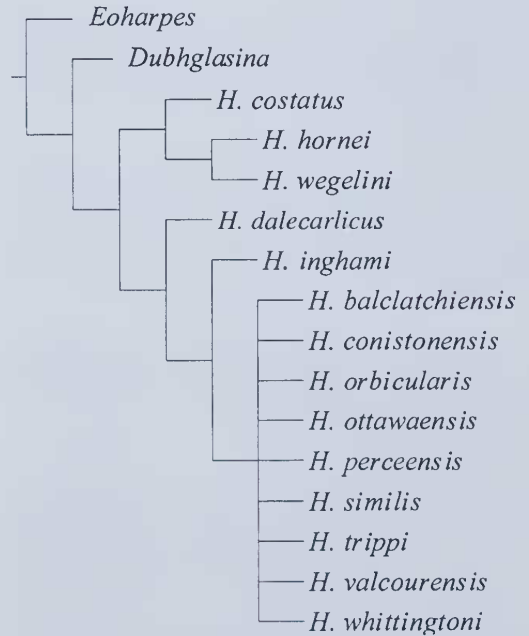 Eoharpes
Dubhglasina
H. costatus
H. hornei
H. wegelini
H. dalecarlicus
H. inghami
H. balclatchiensis
H. conistonensis
H. orbicularis
H. ottawaensis
H. perceensis
H. similis
H. trippi
H. valcourensis
H. whittingtoni